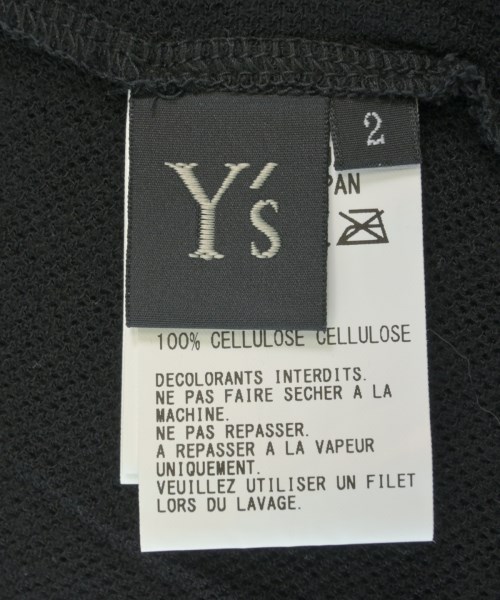 Y's
2
PAN
100% CELLULOSE CELLULOSE
DECOLORANTS INTERDITS.
NE PAS FAIRE SECHER A LA
MACHINE.
NE PAS REPASSER.
A REPASSER A LA VAPEUR
UNIQUEMENT.
VEUILLEZ UTILISER UN FILET
LORS DU LAVAGE.